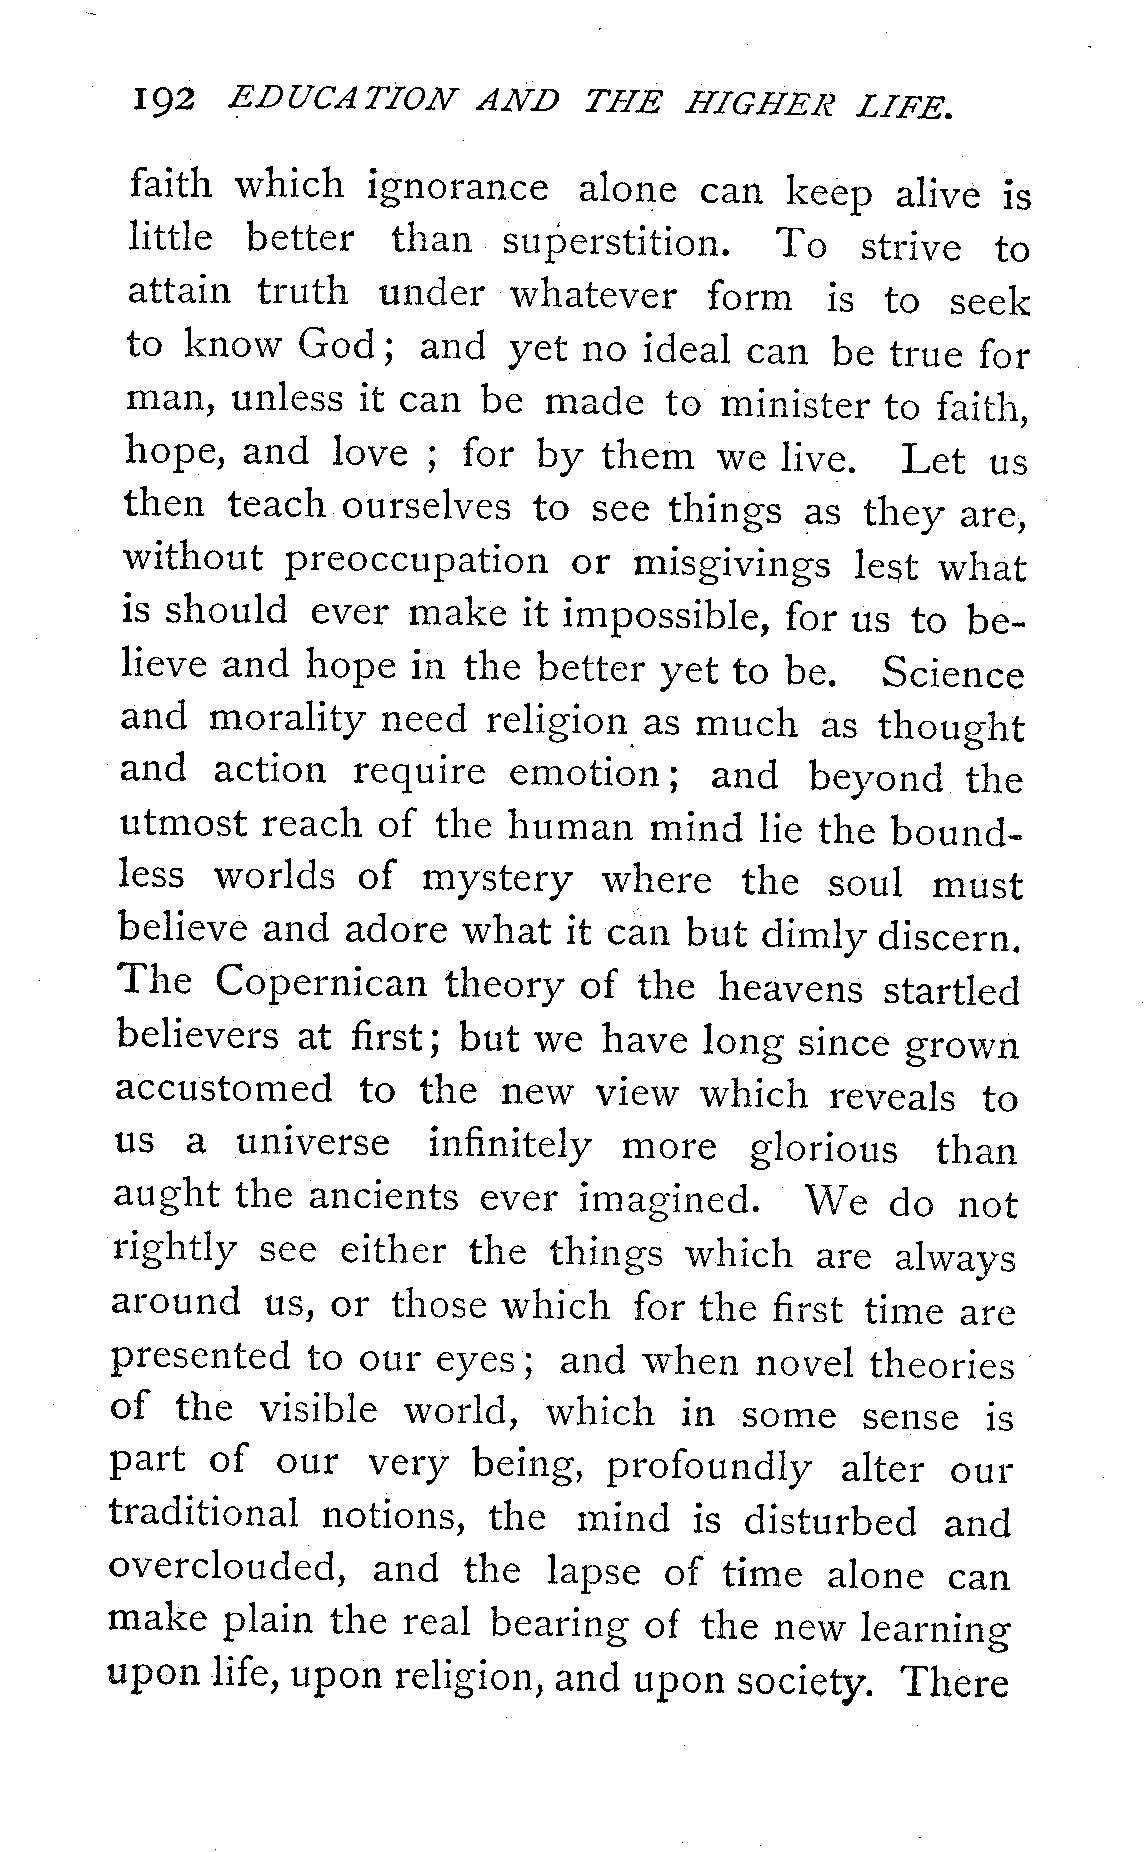 192 EDUCATION AND THE HIGHER LIFE.
faith which ignorance alone can keep alive is
little better than superstition. To strive to
attain truth under whatever form is to seek
to know God; and yet no ideal can be true for
man, unless it can be made to minister to faith,
hope, and love ; for by them we live. Let us
then teach ourselves to see things as they are,
without preoccupation or misgivings lest what
is should ever make it impossible, for us to be-
lieve and hope in the better yet to be. Science
and morality need religion as much as thought
and action require emotion; and beyond the
utmost reach of the human mind lie the bound-
less worlds of mystery where the soul must
believe and adore what it can but dimly discern.
The Copernican theory of the heavens startled
believers at first; but we have long since grown
accustomed to the new view which reveals to
us a universe infinitely more glorious than
aught the ancients ever imagined. We do not
rightly see either the things which are always
around us, or those which for the first time are
presented to our eyes; and when novel theories
of the visible world, which in some sense is
part of our very being, profoundly alter our
traditional notions, the mind is disturbed and
overclouded, and the lapse of time alone can
make plain the real bearing of the new learning
upon life, upon religion, and upon society. There